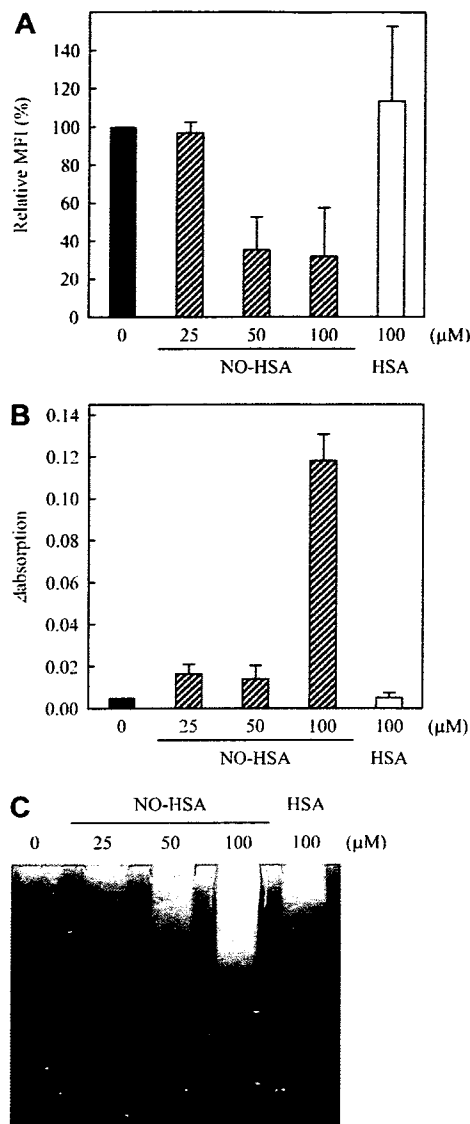 A
Relative MFI (%)
140
120
100
80
60
40
20
0
0 25 50 100 100 (μM)
NO-HSA HSA
B
Δabsorption
0.14
0.12
0.10
0.08
0.06
0.04
0.02
0.00
0 25 50 100 100 (μM)
NO-HSA HSA
C
NO-HSA HSA
0 25 50 100 100 (μM)